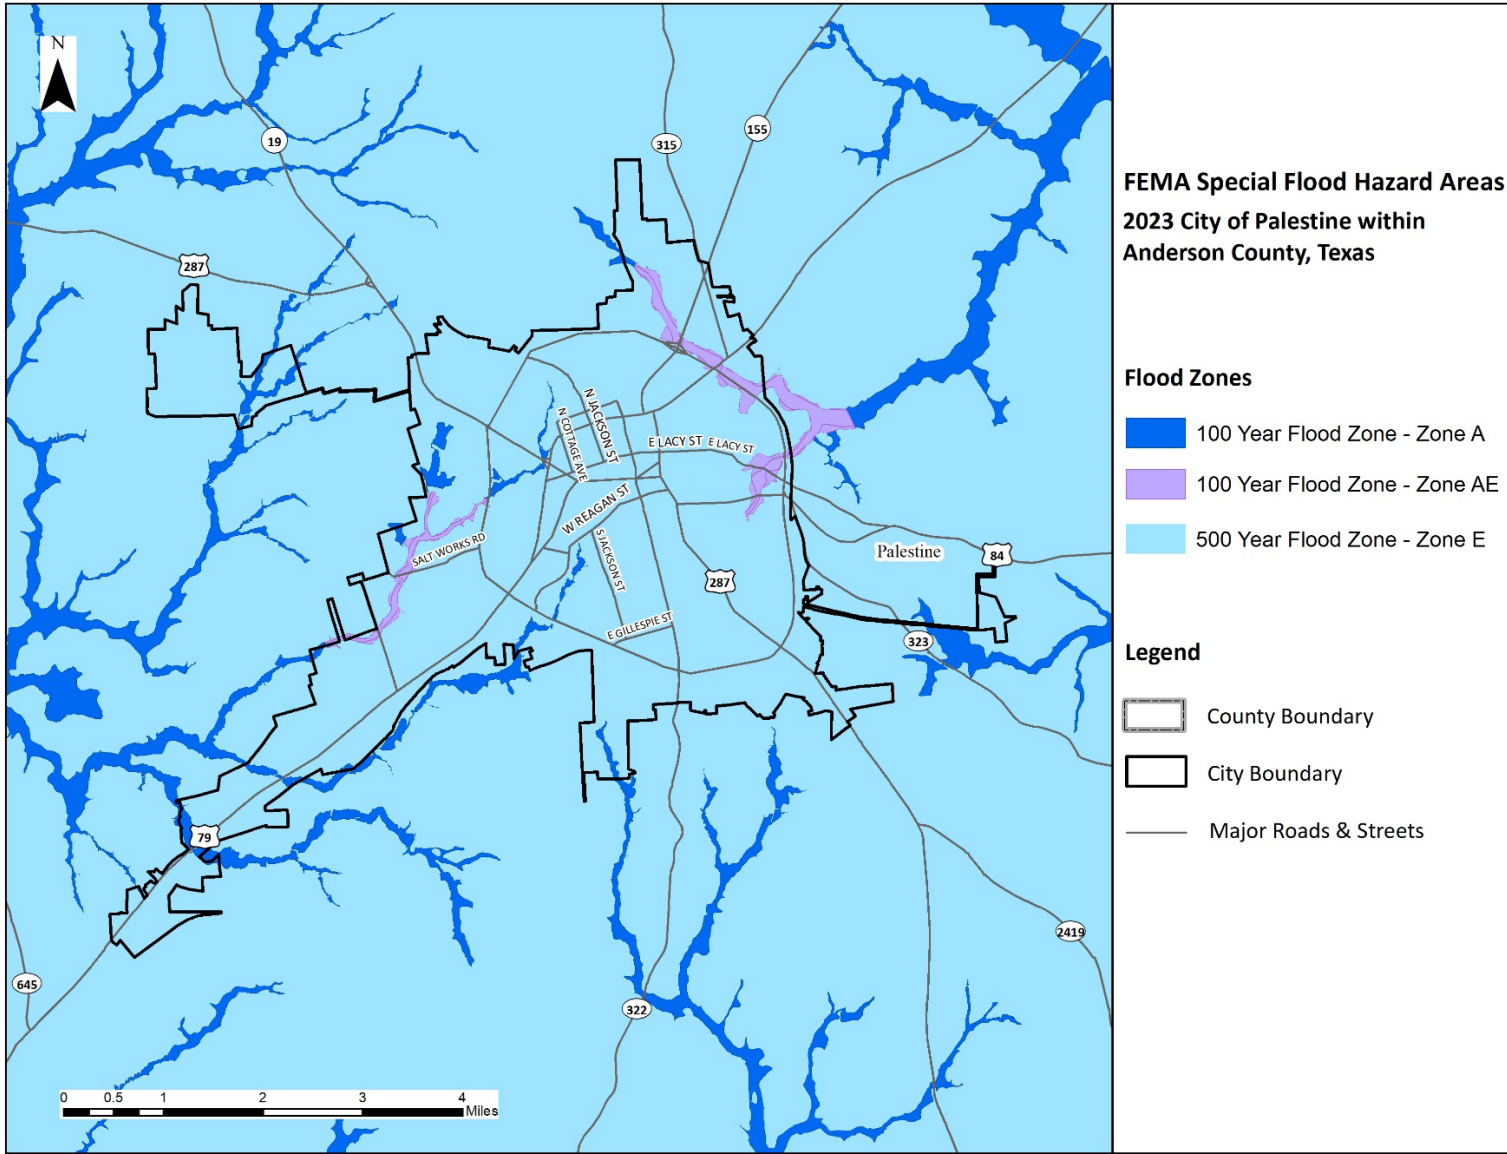 N
19
315
155
287
N JACKSON ST
N COTTAGE AVE
E LACY ST
E LACY ST
W REAGAN ST
SALT WORKS RD
S JACKSON ST
287
Palestine
84
E GILLESPIE ST
323
79
2419
645
322
0 0.5 1 2 3 4
Miles
FEMA Special Flood Hazard Areas
2023 City of Palestine within
Anderson County, Texas
Flood Zones
100 Year Flood Zone - Zone A
100 Year Flood Zone - Zone AE
500 Year Flood Zone - Zone E
Legend
County Boundary
City Boundary
Major Roads & Streets